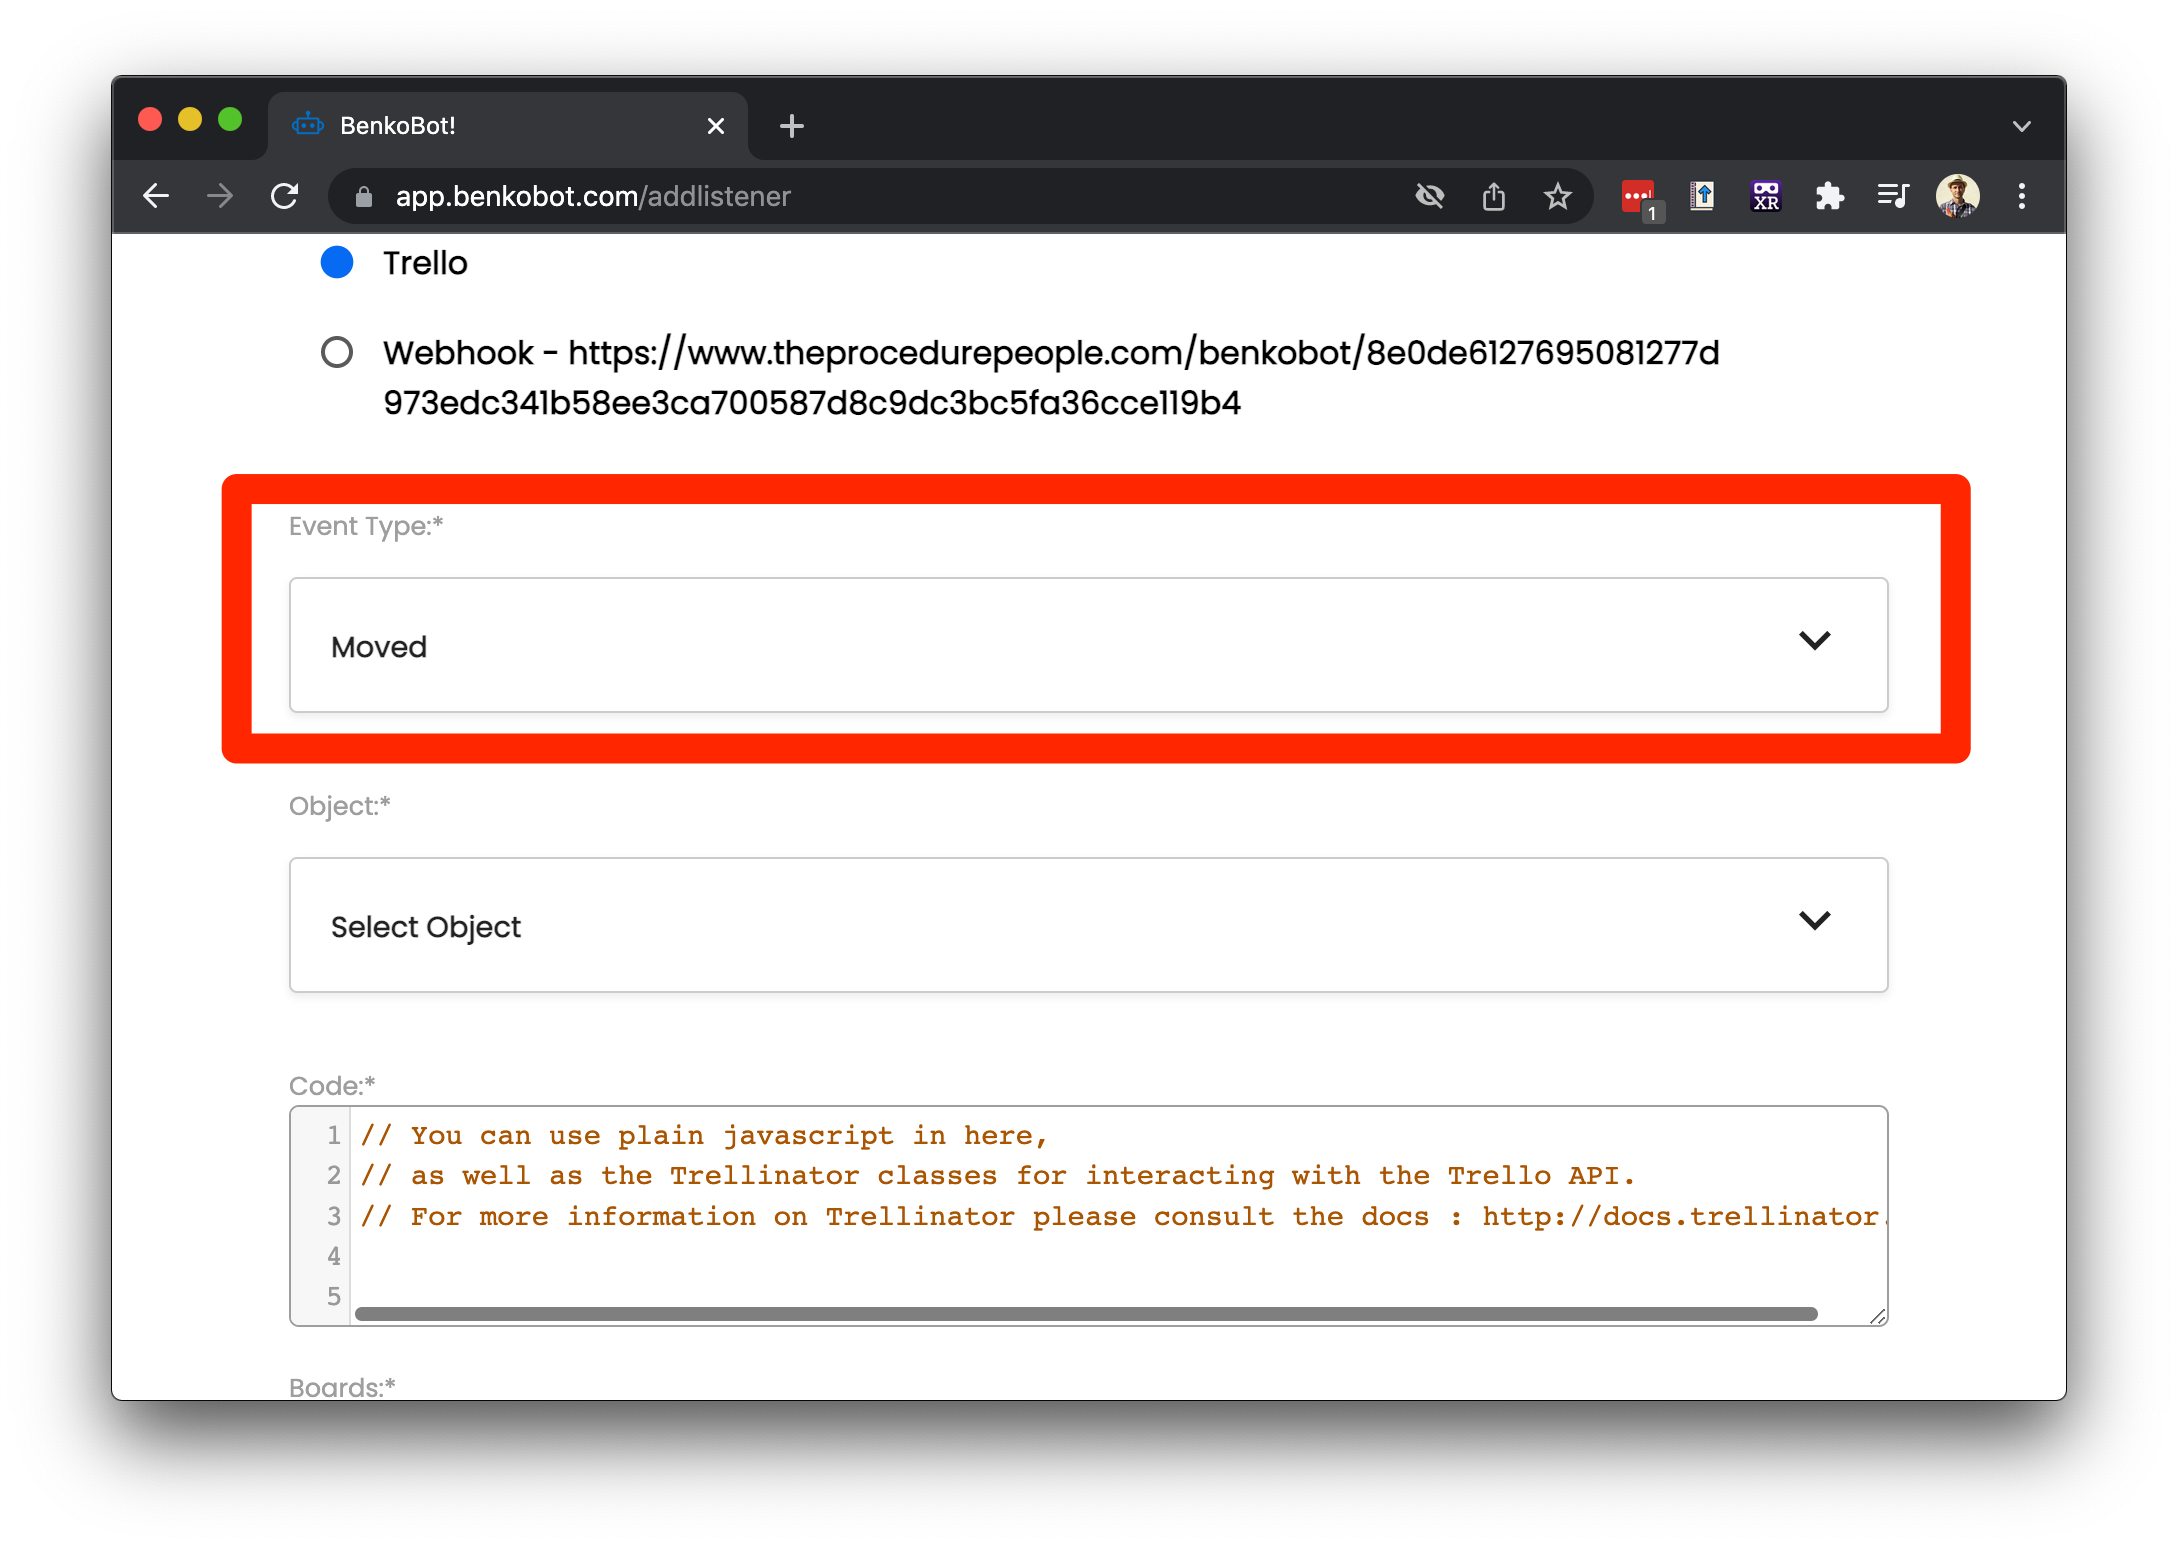 BenkoBot!
app.benkobot.com/addlistener
1
XR
Trello
Webhook - https://www.theprocedurepeople.com/benkobot/8e0de6127695081277d
973edc341b58ee3ca700587d8c9dc3bc5fa36cce119b4
Event Type:*
Moved
Object:*
Select Object
Code:*
1 // You can use plain javascript in here,
2 // as well as the Trellinator classes for interacting with the Trello API.
3 // For more information on Trellinator please consult the docs : http://docs.trellinator.
4
5
Boards:*